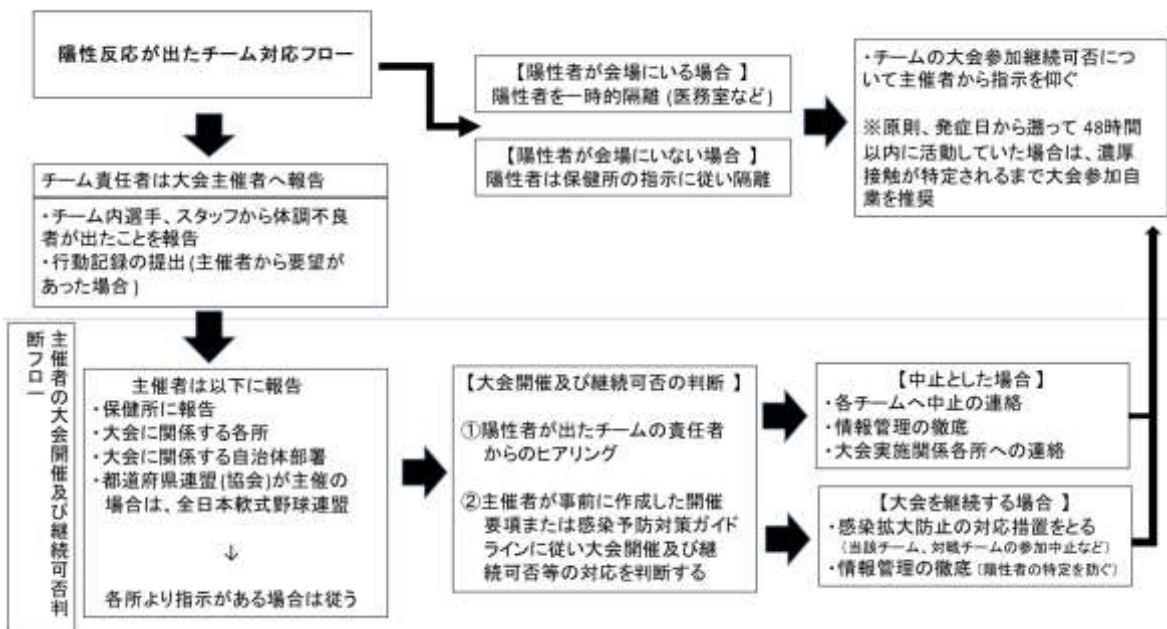 陽性反応が出たチーム対応フロー
【陽性者が会場にいる場合 】
陽性者を一時的隔離 (医務室など)
【陽性者が会場にいない場合 】
陽性者は保健所の指示に従い隔離
・チームの大会参加継続可否につ
いて主催者から指示を仰ぐ
※原則、発症日から遡って 48時間
以内に活動していた場合は、濃厚
接触が特定されるまで大会参加自
粛を推奨
チーム責任者は大会主催者へ報告
・チーム内選手、スタッフから体調不良
者が出たことを報告
・行動記録の提出 (主催者から要望が
あった場合)
主催者の大会開催及び継続可否判
断フロー
主催者は以下に報告
・保健所に報告
・大会に関係する各所
・大会に関係する自治体部署
・都道府県連盟 (協会)が主催の
場合は、全日本軟式野球連盟
↓
各所より指示がある場合は従う
【大会開催及び継続可否の判断 】
①陽性者が出たチームの責任者
からのヒアリング
②主催者が事前に作成した開催
要項または感染予防対策ガイド
ラインに従い大会開催及び継
続可否等の対応を判断する
【中止とした場合 】
・各チームへ中止の連絡
・情報管理の徹底
・大会実施関係各所への連絡
【大会を継続する場合 】
・感染拡大防止の対応措置をとる
(当該チーム、対戦チームの参加中止など)
・情報管理の徹底 (陽性者の特定を防ぐ)